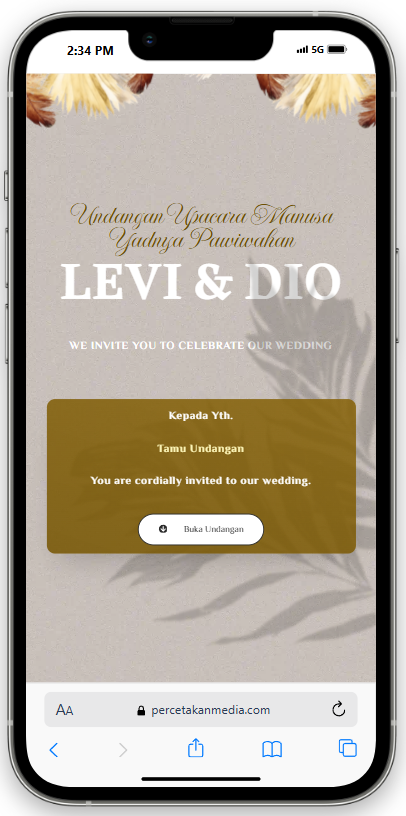 2:34 PM
5G
Undangan Upacara Manusa
Yadnya Pawiwahan
LEVI & DIO
WE INVITE YOU TO CELEBRATE OUR WEDDING
Kepada Yth.
Tamu Undangan
You are cordially invited to our wedding.
Buka Undangan
AA percetakanmedia.com